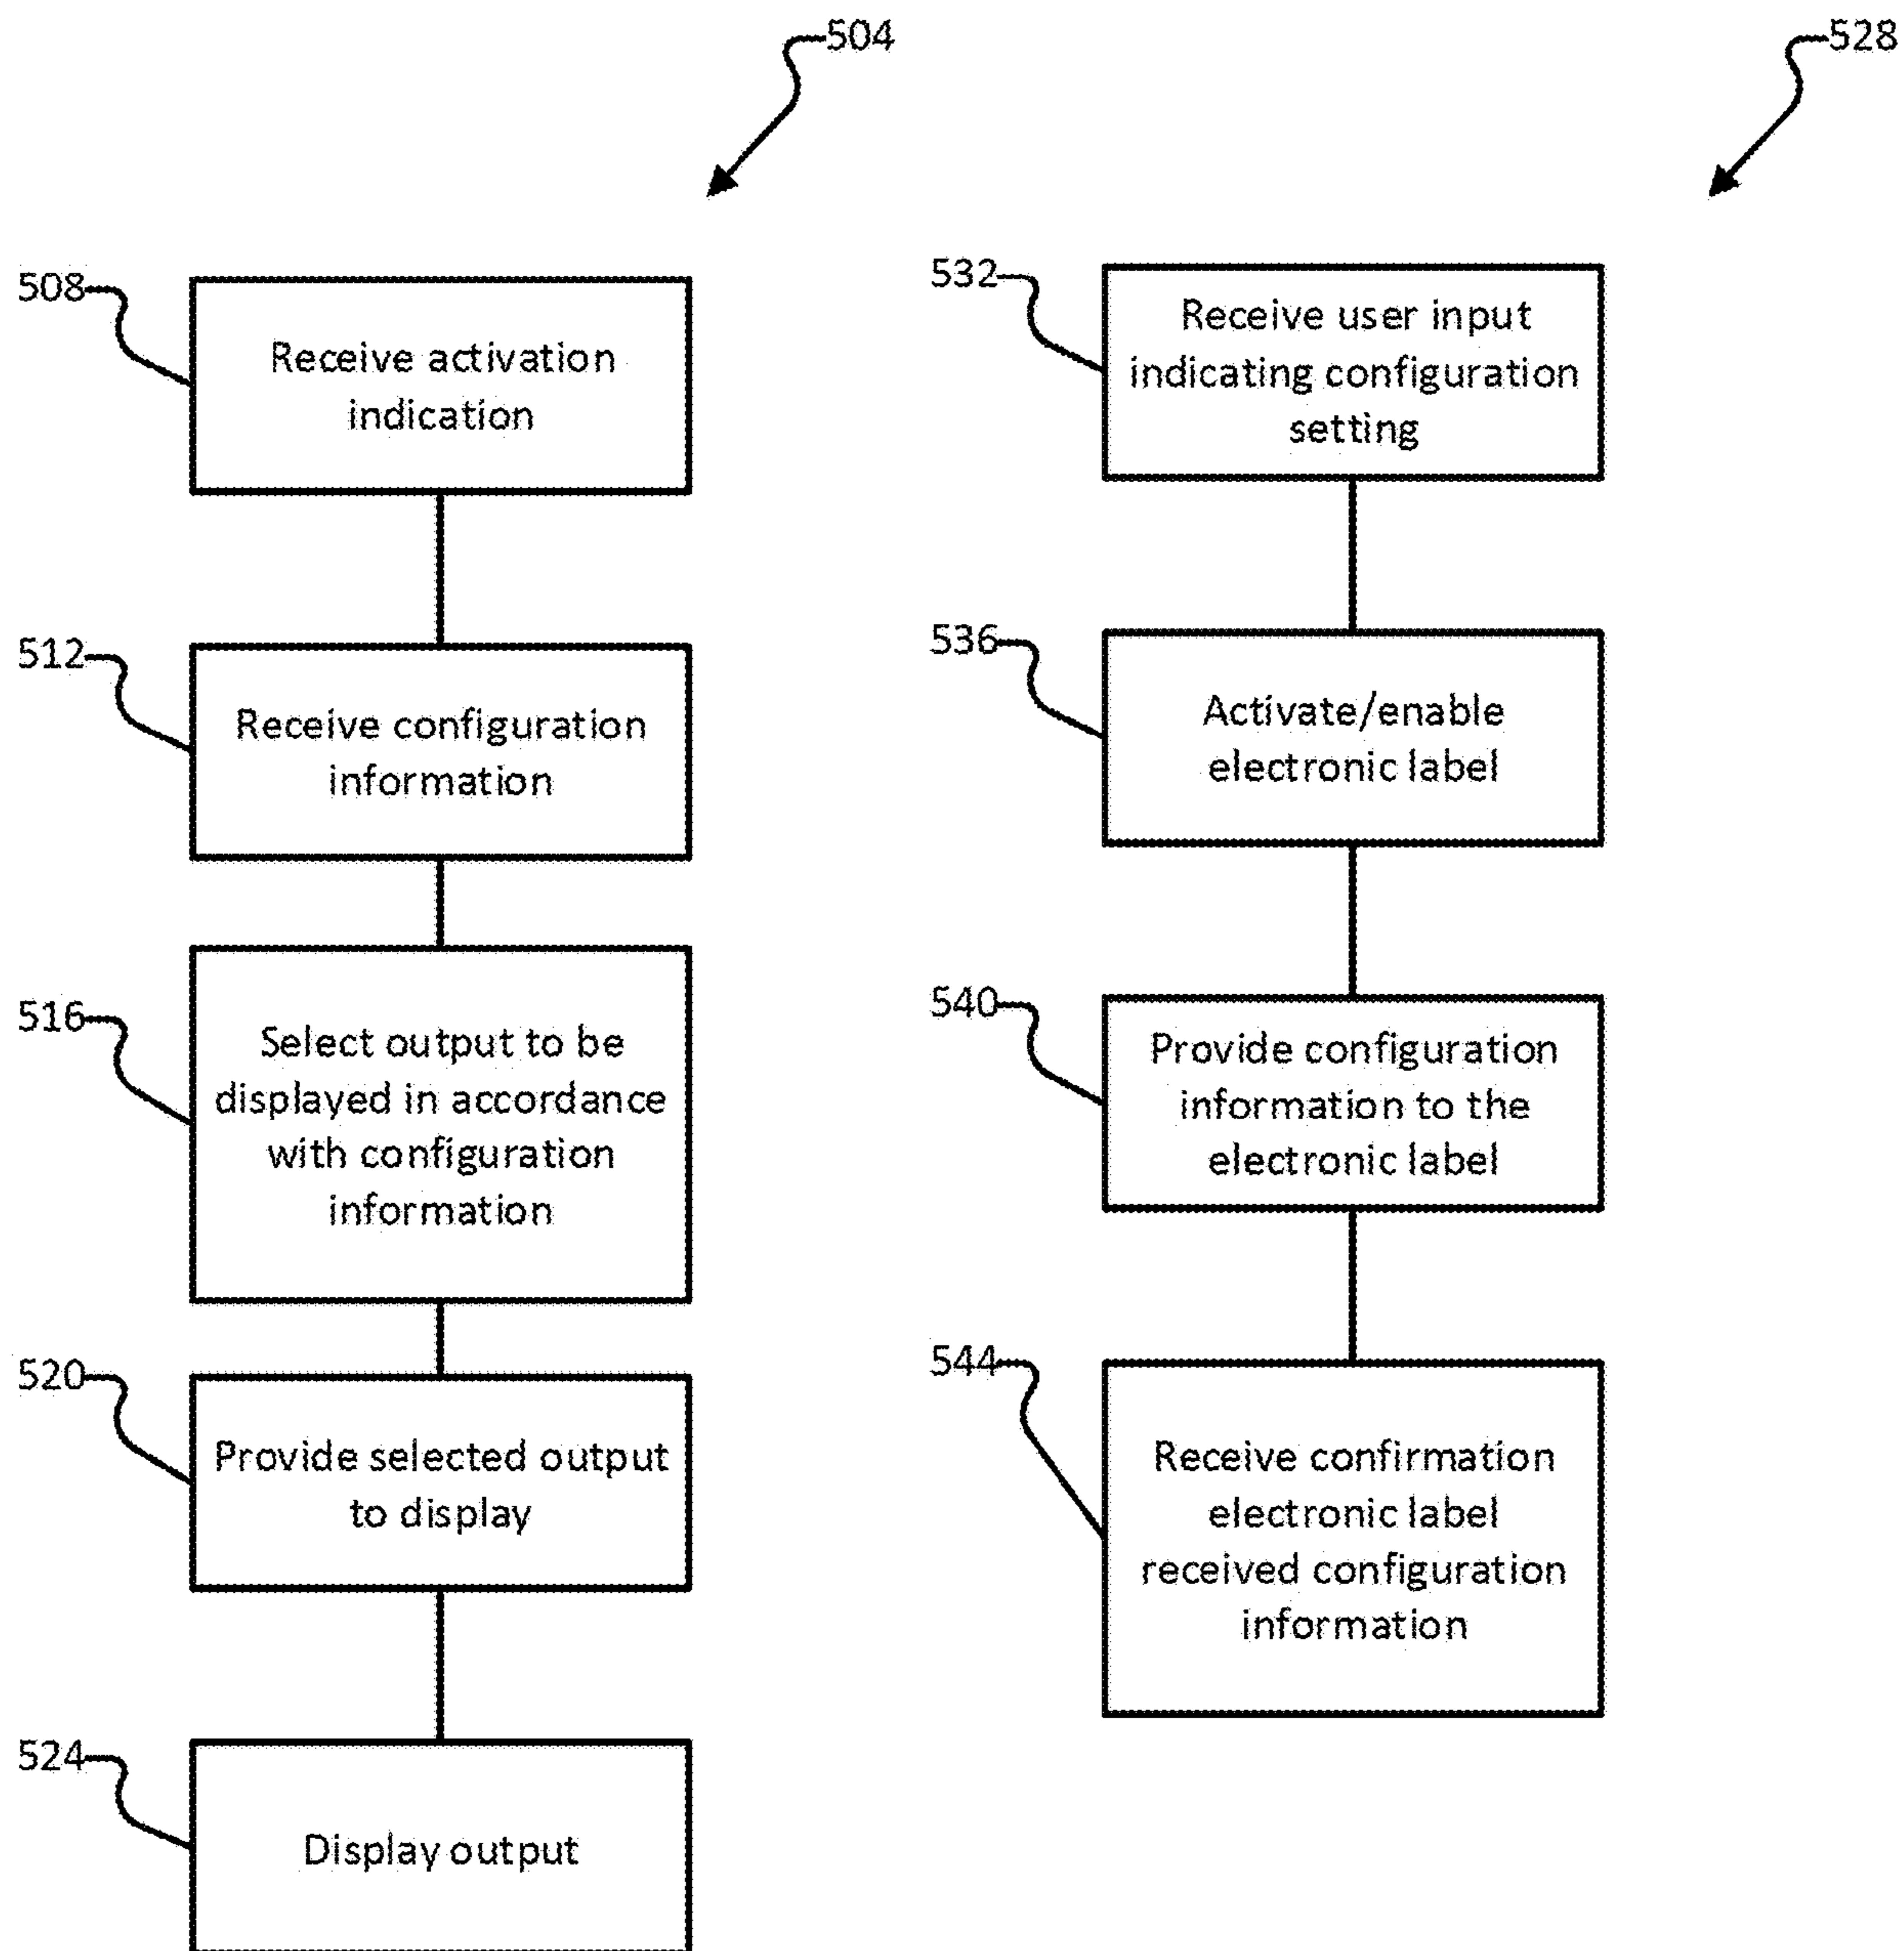 504
508
Receive activation
indication
512
Receive configuration
information
516
Select output to be
displayed in accordance
with configuration
information
520
Provide selected output
to display
524
Display output
528
532
Receive user input
indicating configuration
setting
536
Activate/enable
electronic label
540
Provide configuration
information to the
electronic label
544
Receive confirmation
electronic label
received configuration
information